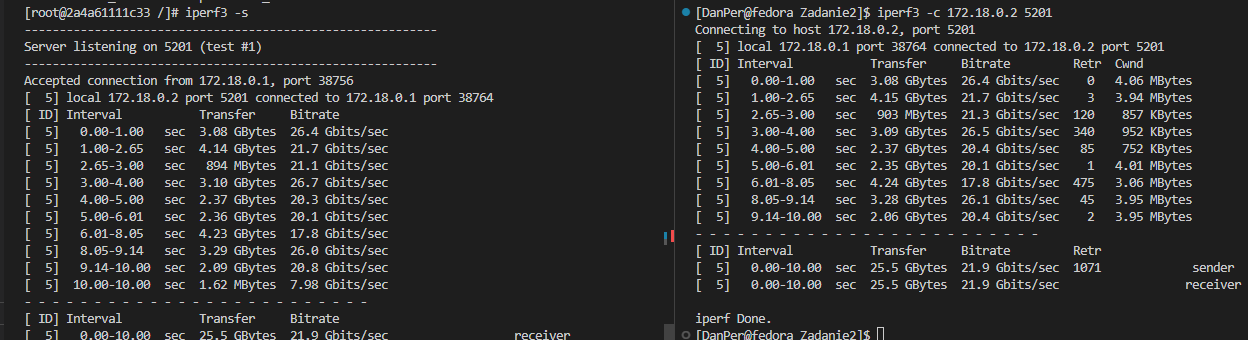 [root@2a4a61111c33 /]# iperf3 -s
-----------------------------------------------------------
Server listening on 5201 (test #1)
-----------------------------------------------------------
Accepted connection from 172.18.0.1, port 38756
[  5] local 172.18.0.2 port 5201 connected to 172.18.0.1 port 38764
[ ID] Interval           Transfer     Bitrate
[  5]   0.00-1.00   sec  3.08 GBytes  26.4 Gbits/sec
[  5]   1.00-2.65   sec  4.14 GBytes  21.7 Gbits/sec
[  5]   2.65-3.00   sec   894 MBytes  21.1 Gbits/sec
[  5]   3.00-4.00   sec  3.10 GBytes  26.7 Gbits/sec
[  5]   4.00-5.00   sec  2.37 GBytes  20.3 Gbits/sec
[  5]   5.00-6.01   sec  2.36 GBytes  20.1 Gbits/sec
[  5]   6.01-8.05   sec  4.23 GBytes  17.8 Gbits/sec
[  5]   8.05-9.14   sec  3.29 GBytes  26.0 Gbits/sec
[  5]   9.14-10.00  sec  2.09 GBytes  20.8 Gbits/sec
[  5]  10.00-10.00  sec  1.62 MBytes  7.98 Gbits/sec
- - - - - - - - - - - - - - - - - - - - - - - - -
[ ID] Interval           Transfer     Bitrate
[  5]   0.00-10.00  sec  25.5 GBytes  21.9 Gbits/sec                  receiver
[DanPer@fedora Zadanie2]$ iperf3 -c 172.18.0.2 5201
Connecting to host 172.18.0.2, port 5201
[  5] local 172.18.0.1 port 38764 connected to 172.18.0.2 port 5201
[ ID] Interval           Transfer     Bitrate         Retr  Cwnd
[  5]   0.00-1.00   sec  3.08 GBytes  26.4 Gbits/sec    0   4.06 MBytes
[  5]   1.00-2.65   sec  4.15 GBytes  21.7 Gbits/sec    3   3.94 MBytes
[  5]   2.65-3.00   sec   903 MBytes  21.3 Gbits/sec  120    857 KBytes
[  5]   3.00-4.00   sec  3.09 GBytes  26.5 Gbits/sec  340    952 KBytes
[  5]   4.00-5.00   sec  2.37 GBytes  20.4 Gbits/sec   85    752 KBytes
[  5]   5.00-6.01   sec  2.35 GBytes  20.1 Gbits/sec    1   4.01 MBytes
[  5]   6.01-8.05   sec  4.24 GBytes  17.8 Gbits/sec  475   3.06 MBytes
[  5]   8.05-9.14   sec  3.28 GBytes  26.1 Gbits/sec   45   3.95 MBytes
[  5]   9.14-10.00  sec  2.06 GBytes  20.4 Gbits/sec    2   3.95 MBytes
- - - - - - - - - - - - - - - - - - - - - - - - -
[ ID] Interval           Transfer     Bitrate         Retr
[  5]   0.00-10.00  sec  25.5 GBytes  21.9 Gbits/sec  1071             sender
[  5]   0.00-10.00  sec  25.5 GBytes  21.9 Gbits/sec                  receiver
iperf Done.
[DanPer@fedora Zadanie2]$